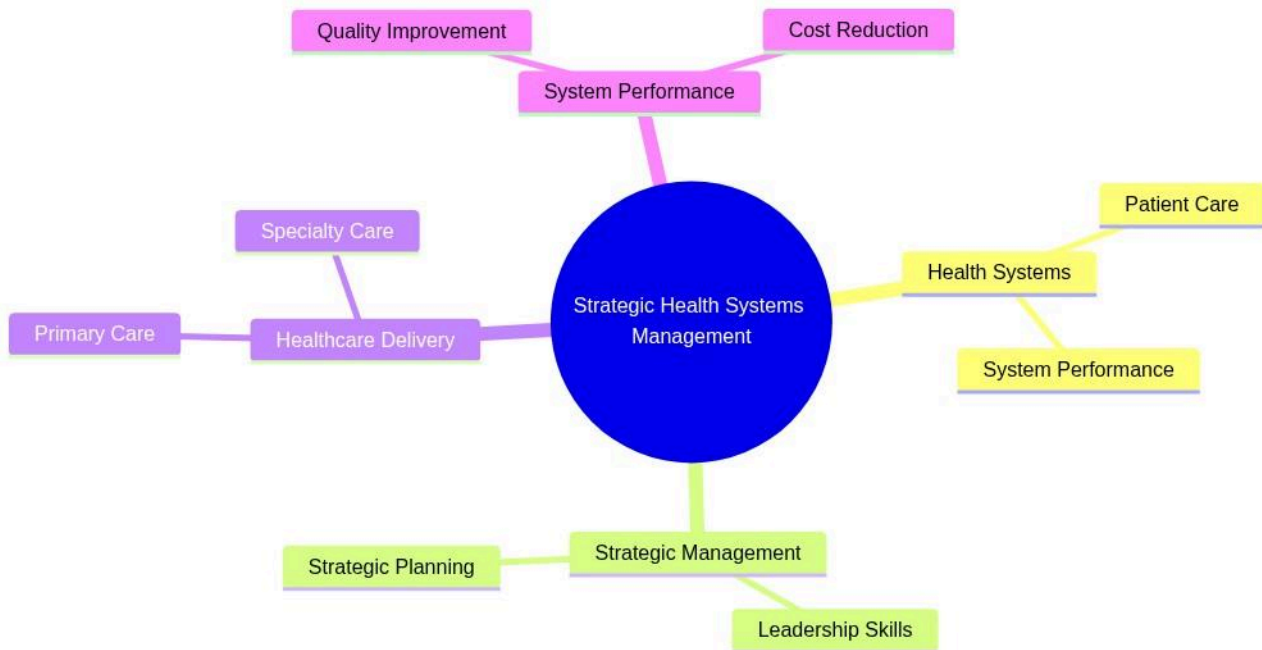 Quality Improvement
Cost Reduction
System Performance
Patient Care
Specialty Care
Health Systems
Strategic Health Systems
Management
Primary Care
Healthcare Delivery
System Performance
Strategic Management
Strategic Planning
Leadership Skills